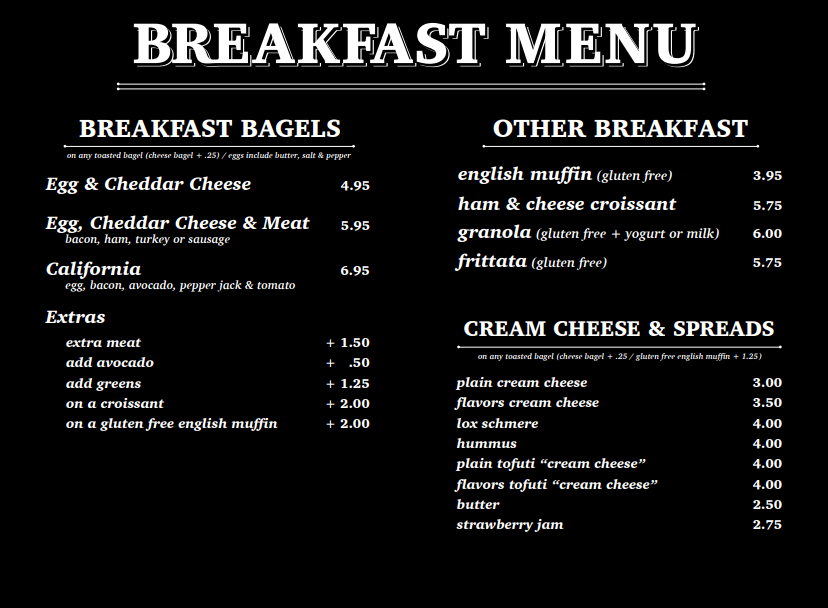 BREAKFAST MENU
BREAKFAST BAGELS
on any toasted bagel (cheese bagel + .25) / eggs include butter, salt & pepper
Egg & Cheddar Cheese 4.95
Egg, Cheddar Cheese & Meat 5.95
bacon, ham, turkey or sausage
California 6.95
egg, bacon, avocado, pepper jack & tomato
Extras
extra meat + 1.50
add avocado + .50
add greens + 1.25
on a croissant + 2.00
on a gluten free english muffin + 2.00
OTHER BREAKFAST
english muffin (gluten free) 3.95
ham & cheese croissant 5.75
granola (gluten free + yogurt or milk) 6.00
frittata (gluten free) 5.75
CREAM CHEESE & SPREADS
on any toasted bagel (cheese bagel + .25 / gluten free english muffin + 1.25)
plain cream cheese 3.00
flavors cream cheese 3.50
lox schmere 4.00
hummus 4.00
plain tofuti “cream cheese” 4.00
flavors tofuti “cream cheese” 4.00
butter 2.50
strawberry jam 2.75